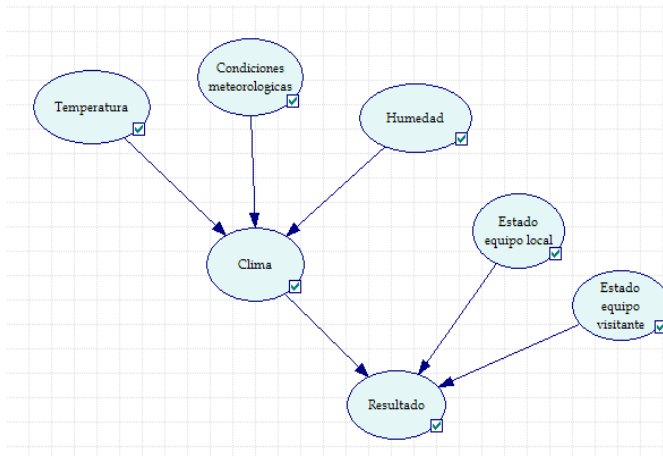 Condiciones
meteorologicas
Temperatura
Humedad
Estado
equipo local
Clima
Estado
equipo
visitante
Resultado